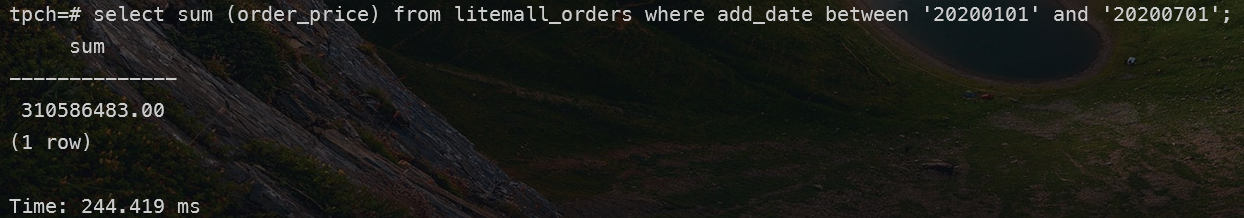 tpch=# select sum (order_price) from litemall_orders where add_date between '20200101' and '20200701';
sum
--------------
310586483.00
(1 row)
Time: 244.419 ms